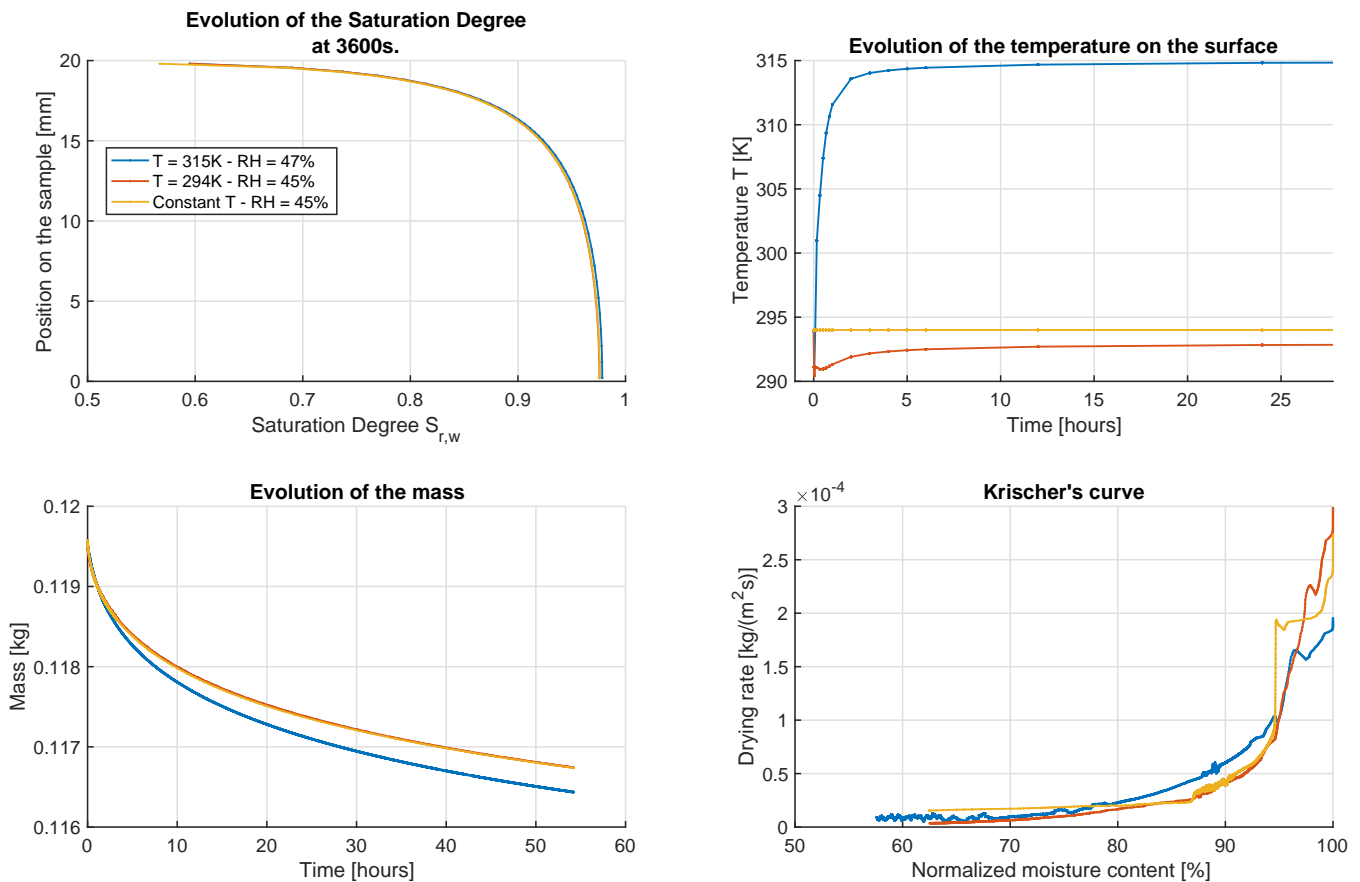 Evolution of the Saturation Degree
at 3600s.
20
15
10
5
0
0.5 0.6 0.7 0.8 0.9 1
Position on the sample [mm]
Saturation Degree S_{r,w}
T = 315K - RH = 47%
T = 294K - RH = 45%
Constant T - RH = 45%
Evolution of the temperature on the surface
315
310
305
300
295
290
0 5 10 15 20 25
Temperature T [K]
Time [hours]
Evolution of the mass
0.12
0.119
0.118
0.117
0.116
0 10 20 30 40 50 60
Mass [kg]
Time [hours]
Krischer's curve
×10^{-4}
3
2.5
2
1.5
1
0.5
0
50 60 70 80 90 100
Drying rate [kg/(m²s)]
Normalized moisture content [%]